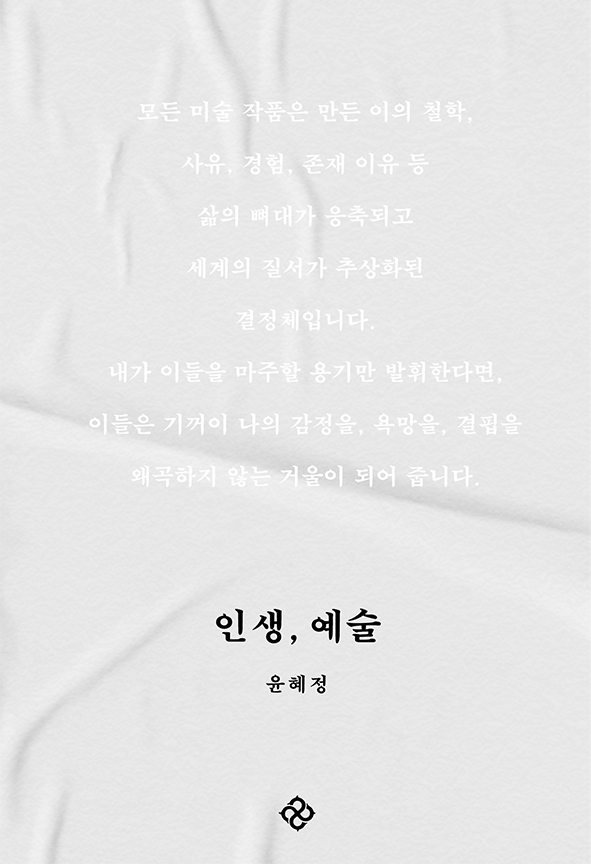 모든 미술 작품은 만든 이의 철학,
사유, 경험, 존재 이유 등
삶의 뼈대가 응축되고
세계의 질서가 추상화된
결정체입니다.
내가 이들을 마주할 용기만 발휘한다면,
이들은 기꺼이 나의 감정을, 욕망을, 결핍을
왜곡하지 않는 거울이 되어 줍니다.
인생, 예술
윤혜정